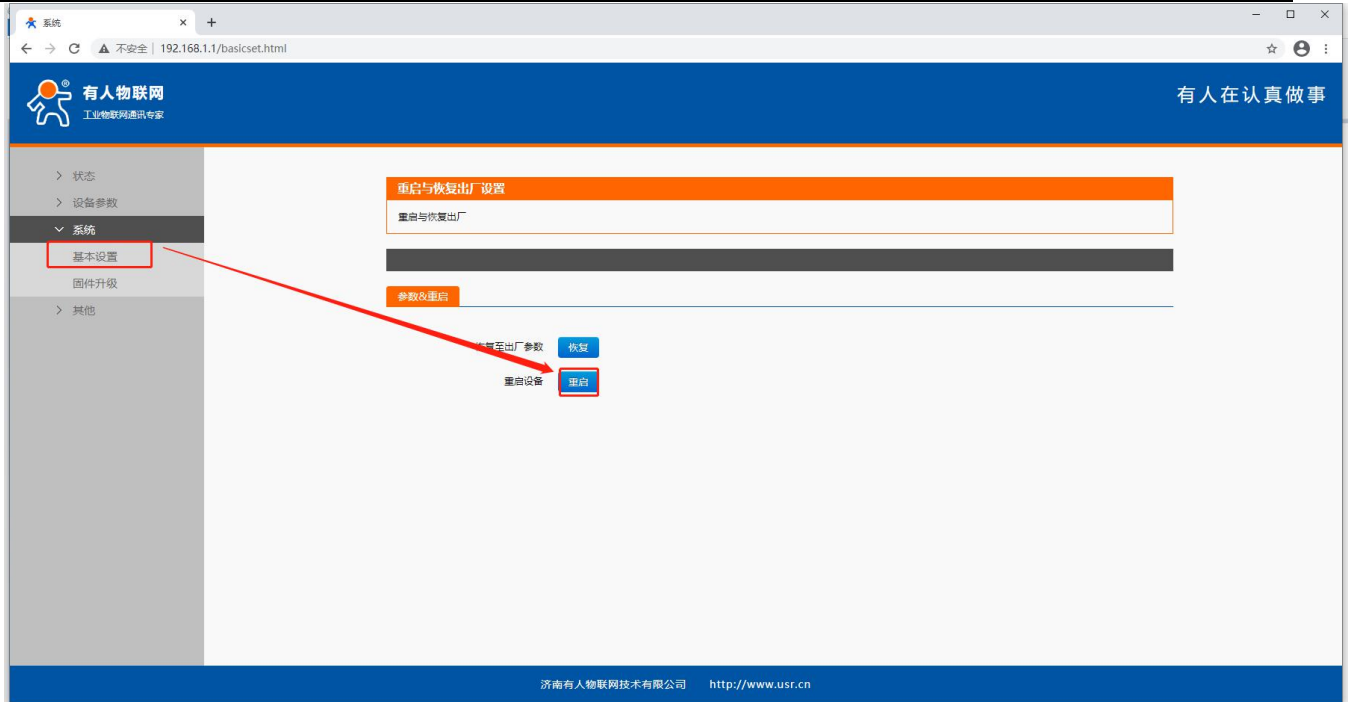 系统
不安全 | 192.168.1.1/basicset.html
有人物联网
工业物联网通讯专家
有人在认真做事
状态
设备参数
系统
基本设置
固件升级
其他
重启与恢复出厂设置
重启与恢复出厂
参数&重启
恢复至出厂参数 恢复
重启设备 重启
济南有人物联网技术有限公司 http://www.usr.cn